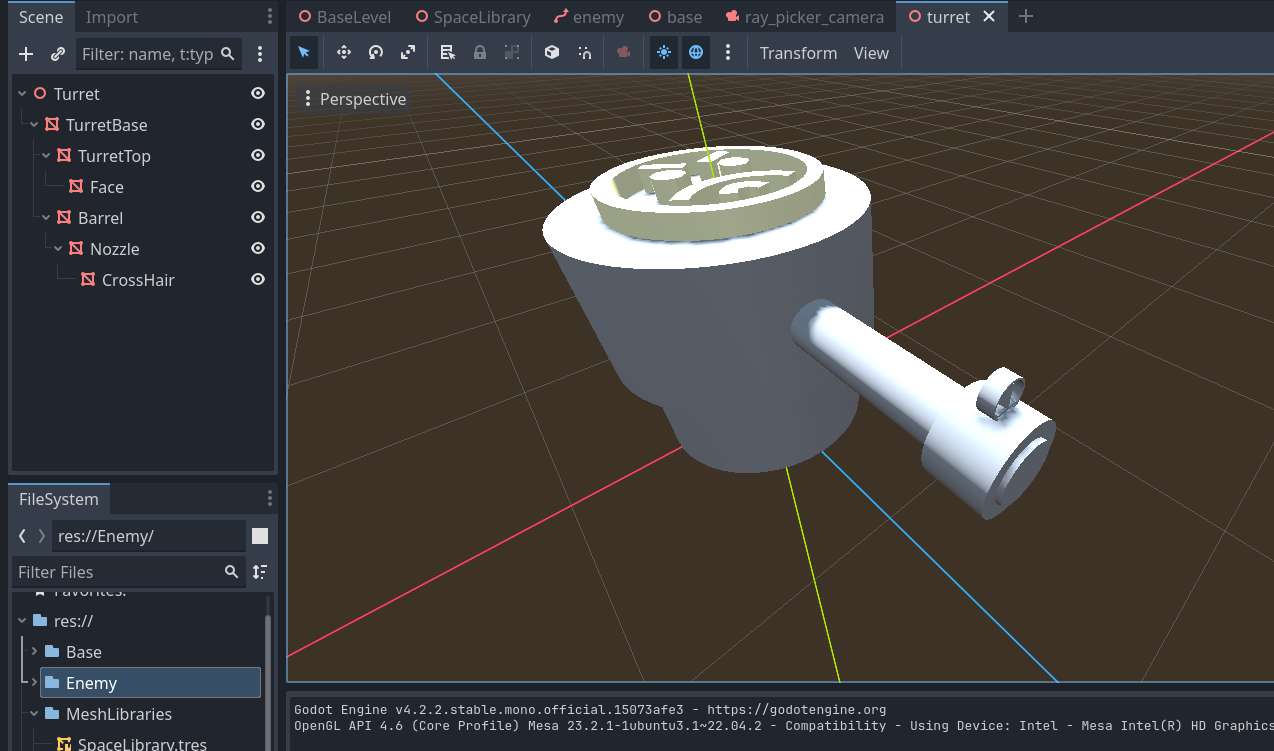 Scene Import
BaseLevel SpaceLibrary enemy base ray_picker_camera turret
Filter: name, t:typ
Transform View
Perspective
Turret
TurretBase
TurretTop
Face
Barrel
Nozzle
CrossHair
FileSystem
res://Enemy/
Filter Files
Favorites:
res://
Base
Enemy
MeshLibraries
SpaceLibrary.tres
Godot Engine v4.2.2.stable.mono.official.15073afe3 - https://godotengine.org
OpenGL API 4.6 (Core Profile) Mesa 23.2.1-1ubuntu3.1~22.04.2 - Compatibility - Using Device: Intel - Mesa Intel(R) HD Graphics